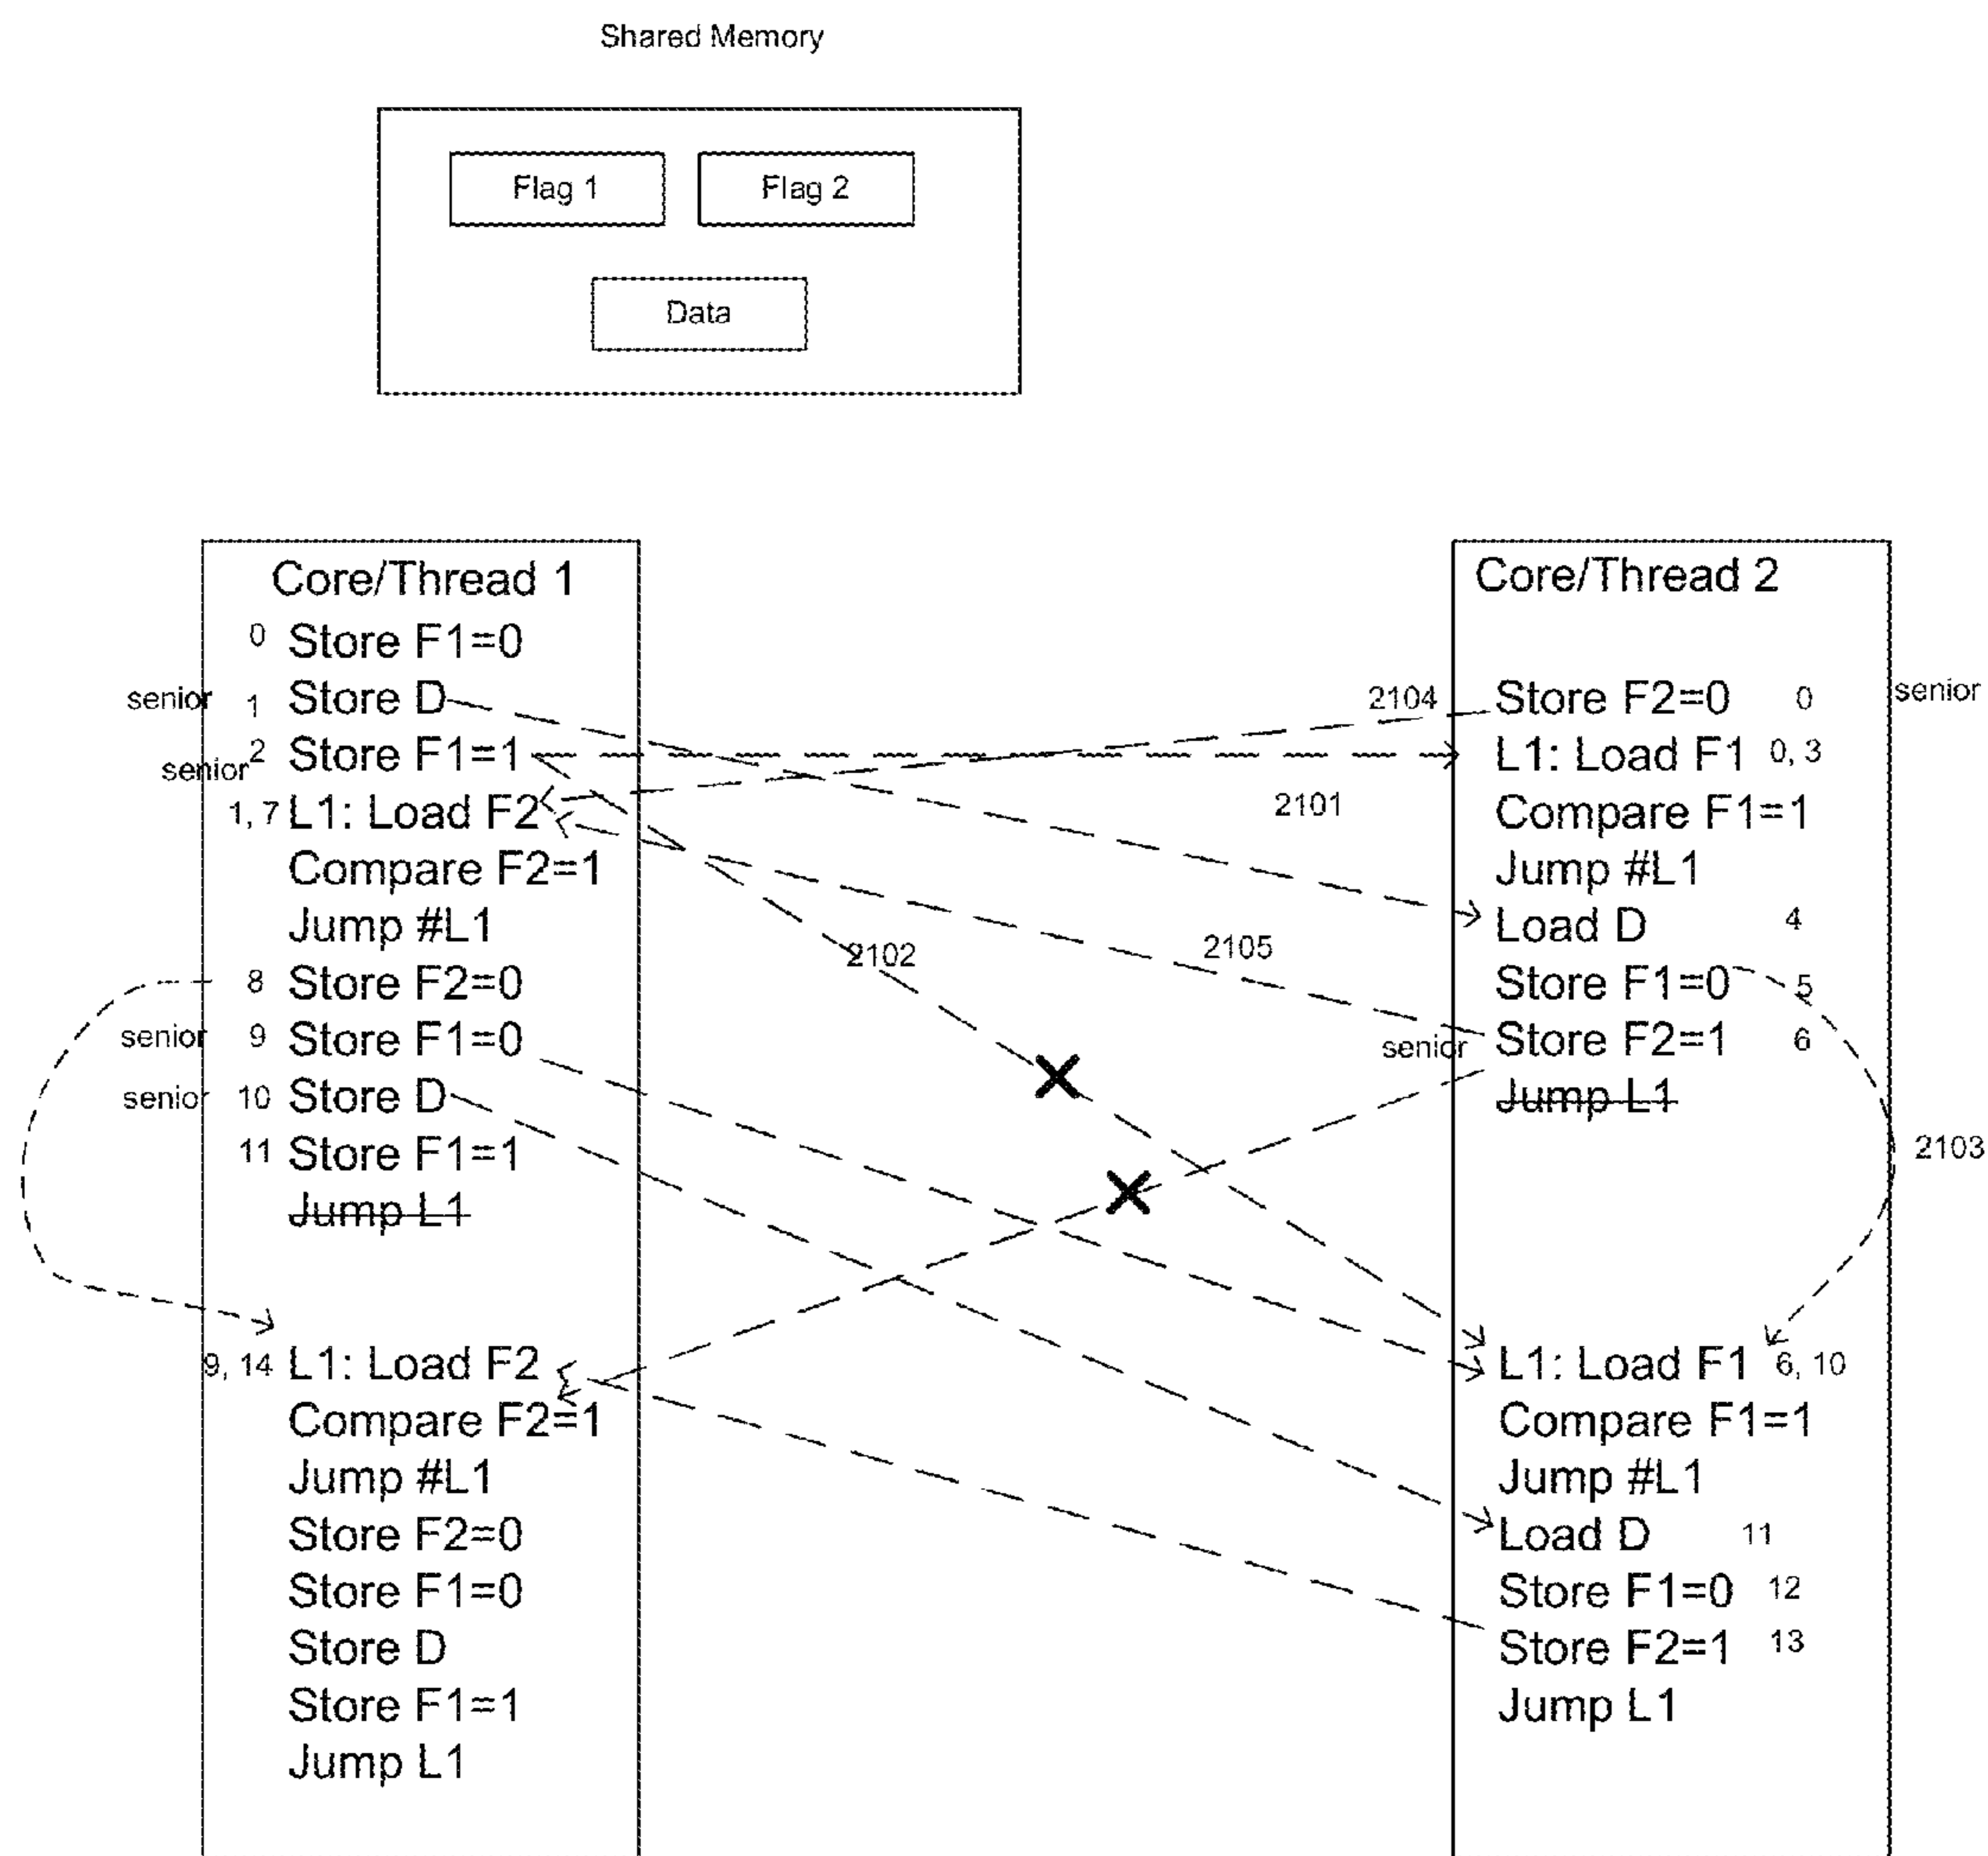 Shared Memory
Flag 1 Flag 2
Data
Core/Thread 1
0 Store F1=0
senior 1 Store D
senior 2 Store F1=1
1, 7 L1: Load F2
Compare F2=1
Jump #L1
8 Store F2=0
senior 9 Store F1=0
senior 10 Store D
11 Store F1=1
Jump L1
9, 14 L1: Load F2
Compare F2=1
Jump #L1
Store F2=0
Store F1=0
Store D
Store F1=1
Jump L1
2104
2101
2102
2105
Core/Thread 2
Store F2=0 0 senior
L1: Load F1 0, 3
Compare F1=1
Jump #L1
Load D 4
Store F1=0 5
senior Store F2=1 6
Jump L1
2103
L1: Load F1 6, 10
Compare F1=1
Jump #L1
Load D 11
Store F1=0 12
Store F2=1 13
Jump L1